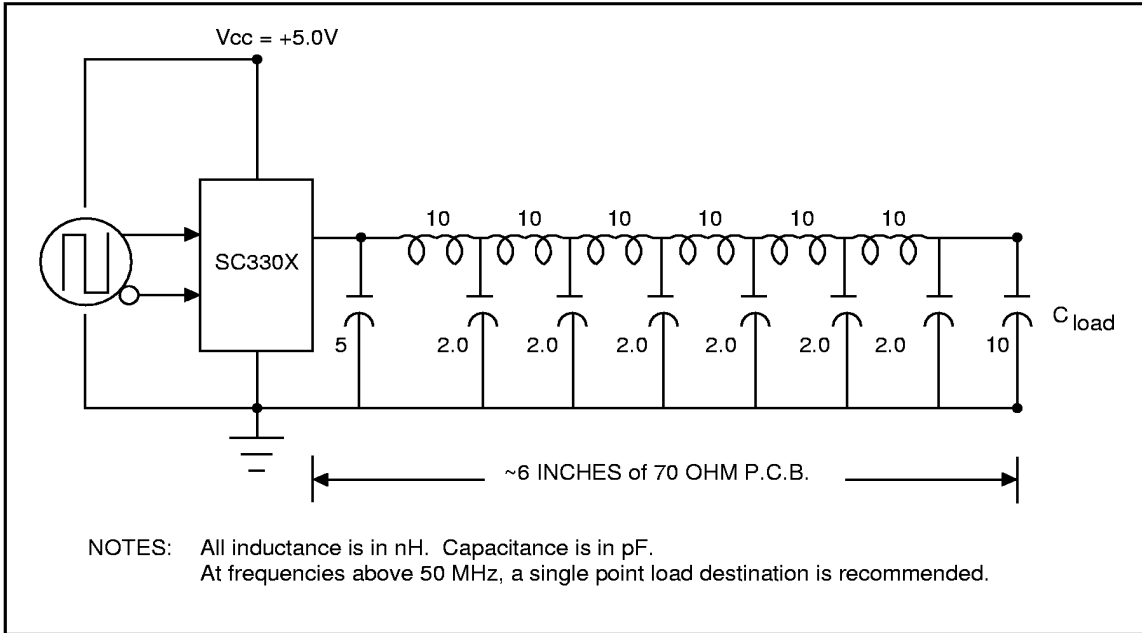 Vcc = +5.0V
10 10 10 10 10 10
SC330X
5 2.0 2.0 2.0 2.0 2.0 2.0 10 C load
~6 INCHES of 70 OHM P.C.B.
NOTES: All inductance is in nH. Capacitance is in pF.
At frequencies above 50 MHz, a single point load destination is recommended.